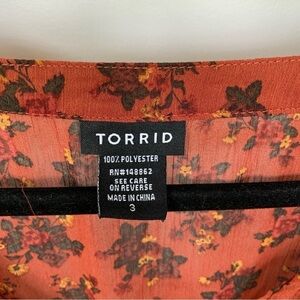 TORRID
100% POLYESTER
RN#148862
SEE CARE
ON REVERSE
MADE IN CHINA
3